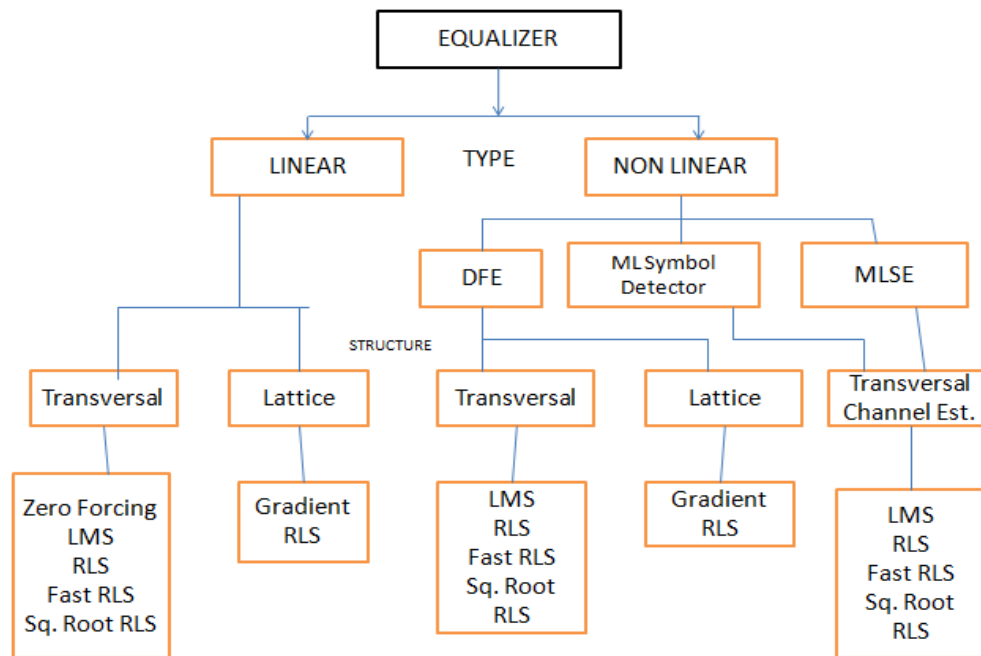 EQUALIZER
LINEAR
TYPE
NON LINEAR
DFE
ML Symbol
Detector
MLSE
STRUCTURE
Transversal
Lattice
Transversal
Lattice
Transversal
Channel Est.
Zero Forcing
LMS
RLS
Fast RLS
Sq. Root RLS
Gradient
RLS
LMS
RLS
Fast RLS
Sq. Root
RLS
Gradient
RLS
LMS
RLS
Fast RLS
Sq. Root
RLS